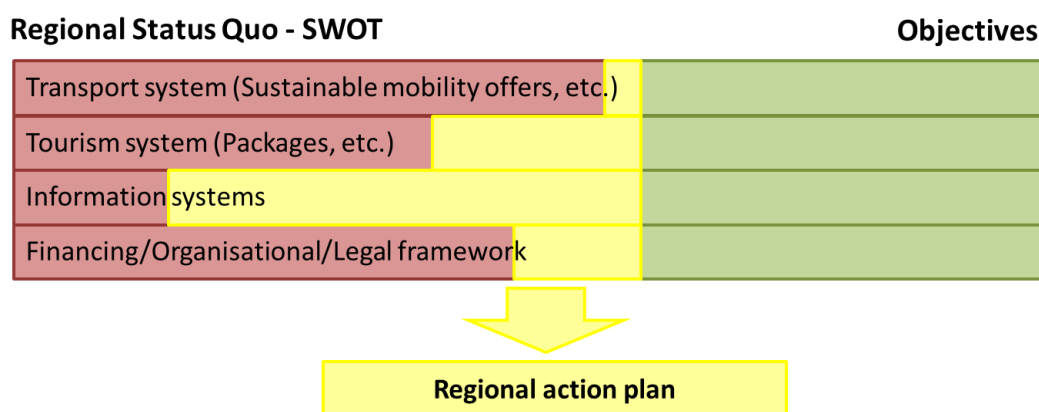 Regional Status Quo - SWOT
Objectives
Transport system (Sustainable mobility offers, etc.)
Tourism system (Packages, etc.)
Information systems
Financing/Organisational/Legal framework
Regional action plan